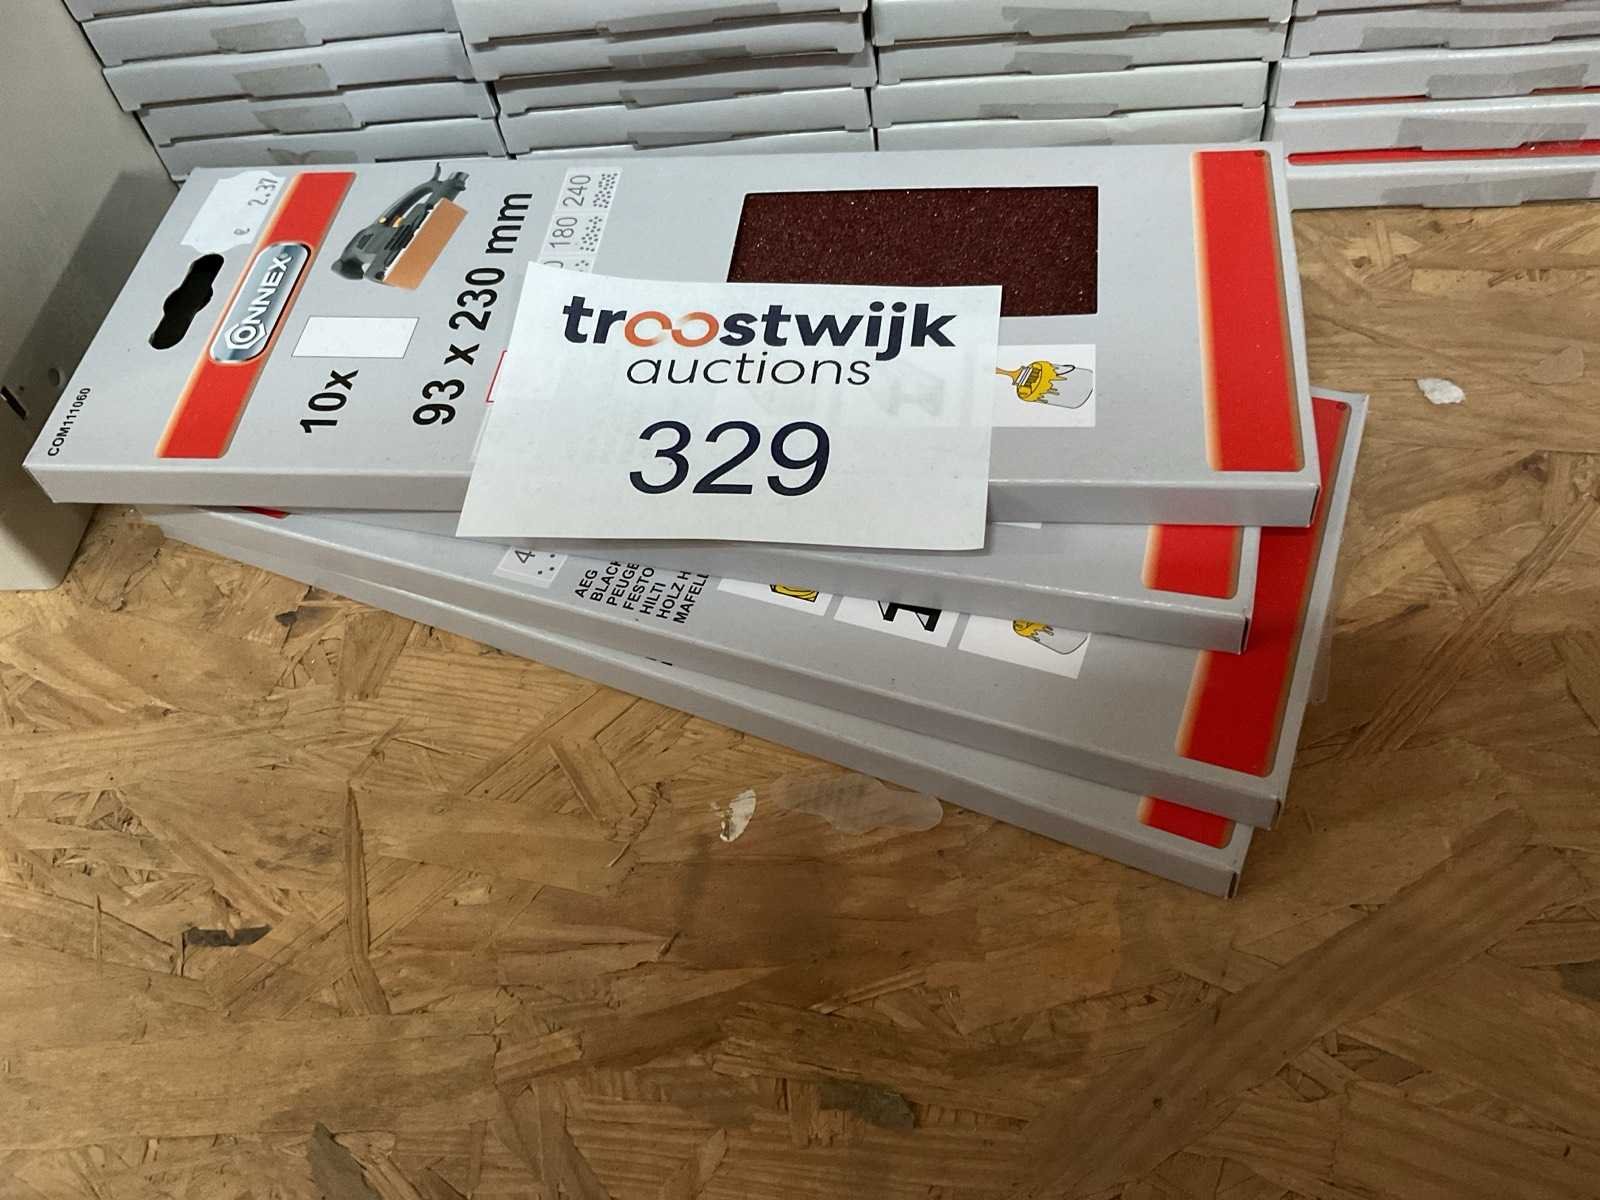 € 2.37
CONNEX
COM111060
10x
93 x 230 mm
180 240
troostwijk
auctions
329
4
AEG
BLACK
PEUGE
FESTO
HILTI
HOLZ H
MAFELL